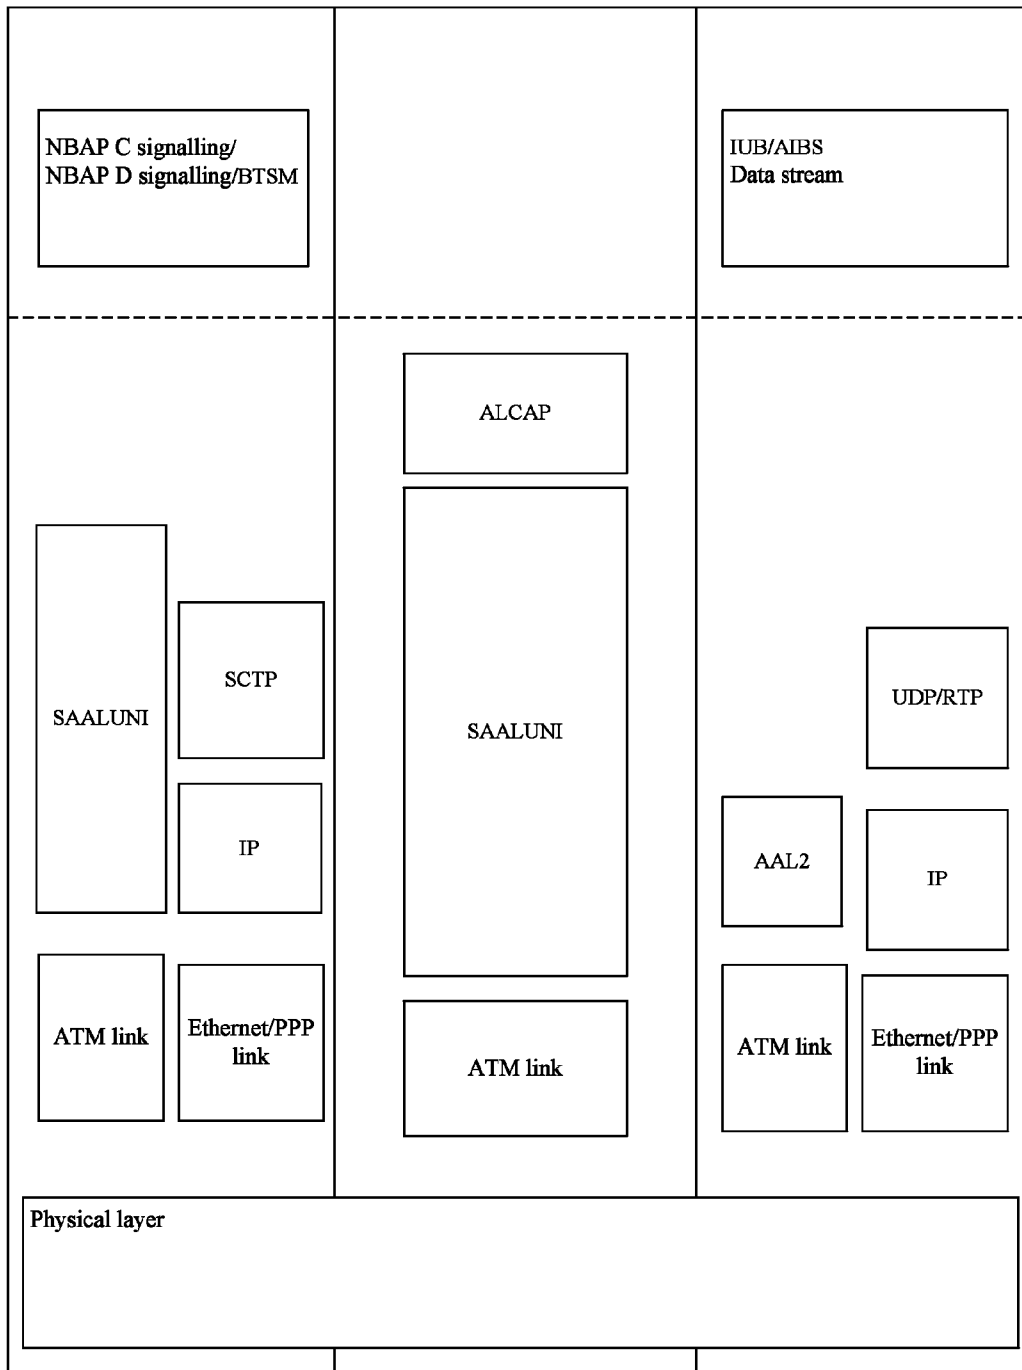 NBAP C signalling/
NBAP D signalling/BTSM
IUB/AIBS
Data stream
ALCAP
SAALUNI
SCTP
IP
SAALUNI
UDP/RTP
AAL2
IP
ATM link
Ethernet/PPP
link
ATM link
ATM link
Ethernet/PPP
link
Physical layer